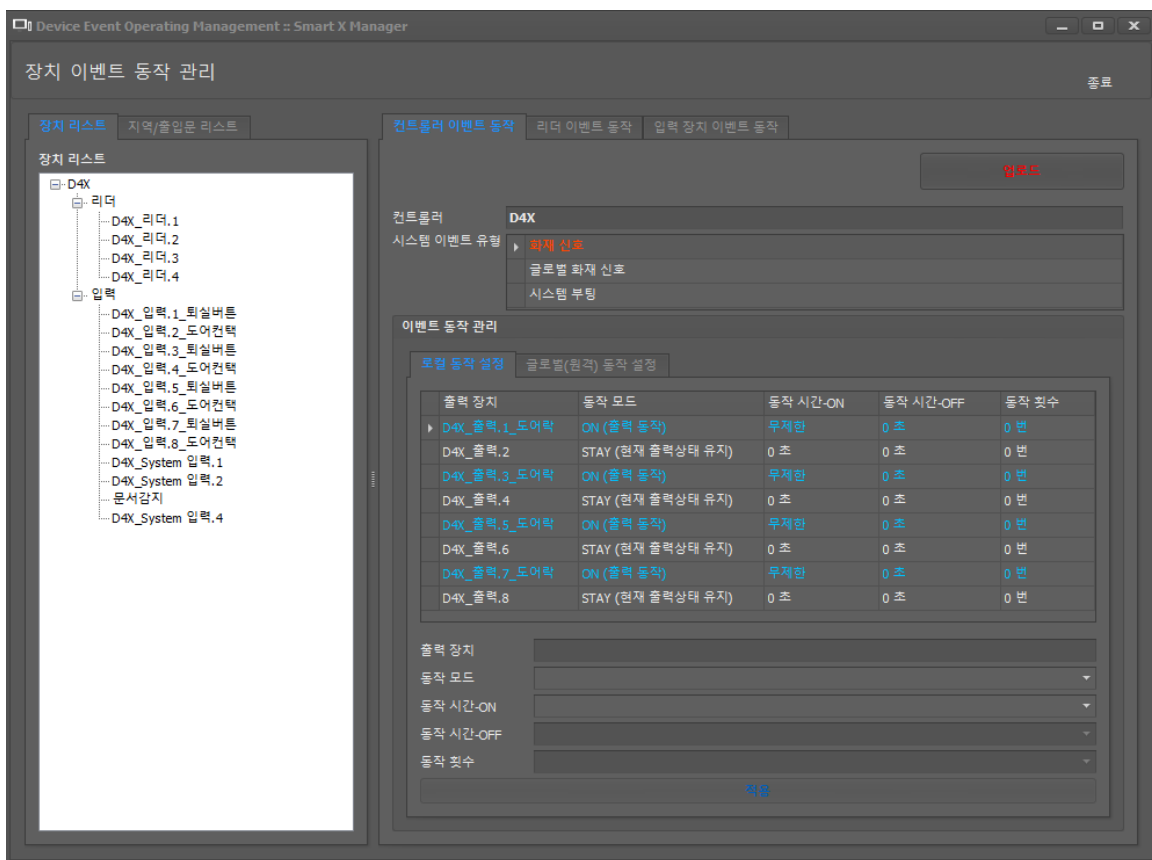 Device Event Operating Management :: Smart X Manager
장치 이벤트 동작 관리
종료
장치 리스트
지역/출입문 리스트
장치 리스트
D4X
리더
D4X_리더.1
D4X_리더.2
D4X_리더.3
D4X_리더.4
입력
D4X_입력.1_퇴실버튼
D4X_입력.2_도어컨택
D4X_입력.3_퇴실버튼
D4X_입력.4_도어컨택
D4X_입력.5_퇴실버튼
D4X_입력.6_도어컨택
D4X_입력.7_퇴실버튼
D4X_입력.8_도어컨택
D4X_System 입력.1
D4X_System 입력.2
문서감지
D4X_System 입력.4
컨트롤러 이벤트 동작
리더 이벤트 동작
입력 장치 이벤트 동작
업로드
컨트롤러 D4X
시스템 이벤트 유형
화재 신호
글로벌 화재 신호
시스템 부팅
이벤트 동작 관리
로컬 동작 설정
글로벌(원격) 동작 설정
출력 장치 동작 모드 동작 시간-ON 동작 시간-OFF 동작 횟수
D4X_출력.1_도어락 ON (출력 동작) 무제한 0 초 0 번
D4X_출력.2 STAY (현재 출력상태 유지) 0 초 0 초 0 번
D4X_출력.3_도어락 ON (출력 동작) 무제한 0 초 0 번
D4X_출력.4 STAY (현재 출력상태 유지) 0 초 0 초 0 번
D4X_출력.5_도어락 ON (출력 동작) 무제한 0 초 0 번
D4X_출력.6 STAY (현재 출력상태 유지) 0 초 0 초 0 번
D4X_출력.7_도어락 ON (출력 동작) 무제한 0 초 0 번
D4X_출력.8 STAY (현재 출력상태 유지) 0 초 0 초 0 번
출력 장치
동작 모드
동작 시간-ON
동작 시간-OFF
동작 횟수
적용